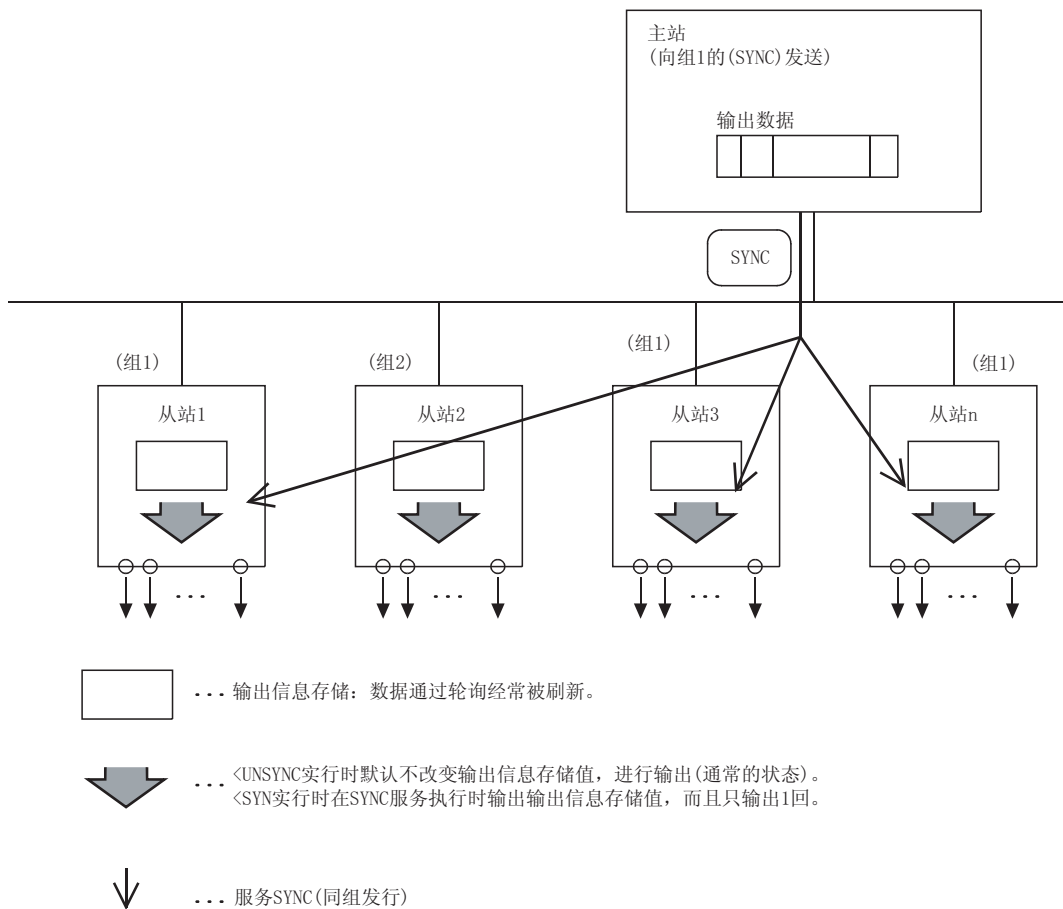 主站
(向组1的(SYNC)发送)
输出数据
SYNC
(组1)
(组2)
(组1)
(组1)
从站1
从站2
从站3
从站n
...
...
...
...
... 输出信息存储：数据通过轮询经常被刷新。
... <UNSYNC实行时默认不改变输出信息存储值，进行输出(通常的状态)。
<SYN实行时在SYNC服务执行时输出输出信息存储值，而且只输出1回。
... 服务SYNC(同组发行)